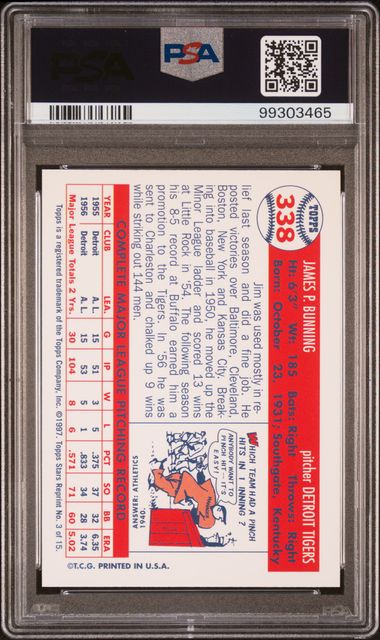 PSA
PSA
99303465
TOPPS
338
JAMES P. BUNNING
pitcher DETROIT TIGERS
Ht: 6'3" Wt: 185 Bats: Right Throws: Right
Born: October 23, 1931; Southgate, Kentucky
Jim was used mostly in re-
lief last season and did a fine job. He
posted victories over Baltimore, Cleveland,
Boston, New York and Kansas City. Break-
ing into baseball in 1950, he moved up the
Minor League ladder and scored 13 wins
at Little Rock in '54. The following season
his 8-5 record at Buffalo earned him a
promotion to the Tigers. In '56 he was
sent to Charleston and chalked up 9 wins
while striking out 144 men.
WHICH TEAM HAD 4 PINCH
HITS IN 1 INNING ?
ANYBODY WANT TO
PINCH HIT--IT'S
EASY!
ANSWER: ATHLETICS
1940.
COMPLETE MAJOR LEAGUE PITCHING RECORD
YEAR CLUB LEA. G IP W L PCT SO BB ERA
1955 Detroit A.L. 15 51 3 5 .375 37 32 6.35
1956 Detroit A.L. 15 53 5 1 .833 34 28 3.74
Major League Totals 2 Yrs. 30 104 8 6 .571 71 60 5.02
©T.C.G. PRINTED IN U.S.A.
Topps is a registered trademark of The Topps Company, Inc. ©1997. Topps Stars Reprint No. 3 of 15.